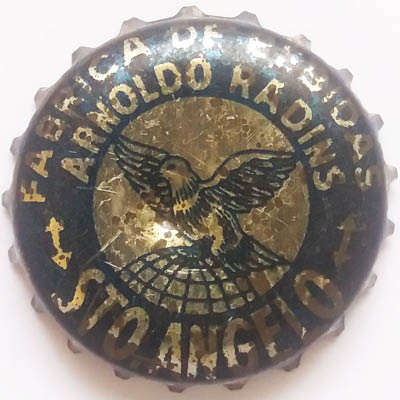 FABRICA DE BEBIDAS
ARNOLDO RADINS
STO ANGELO